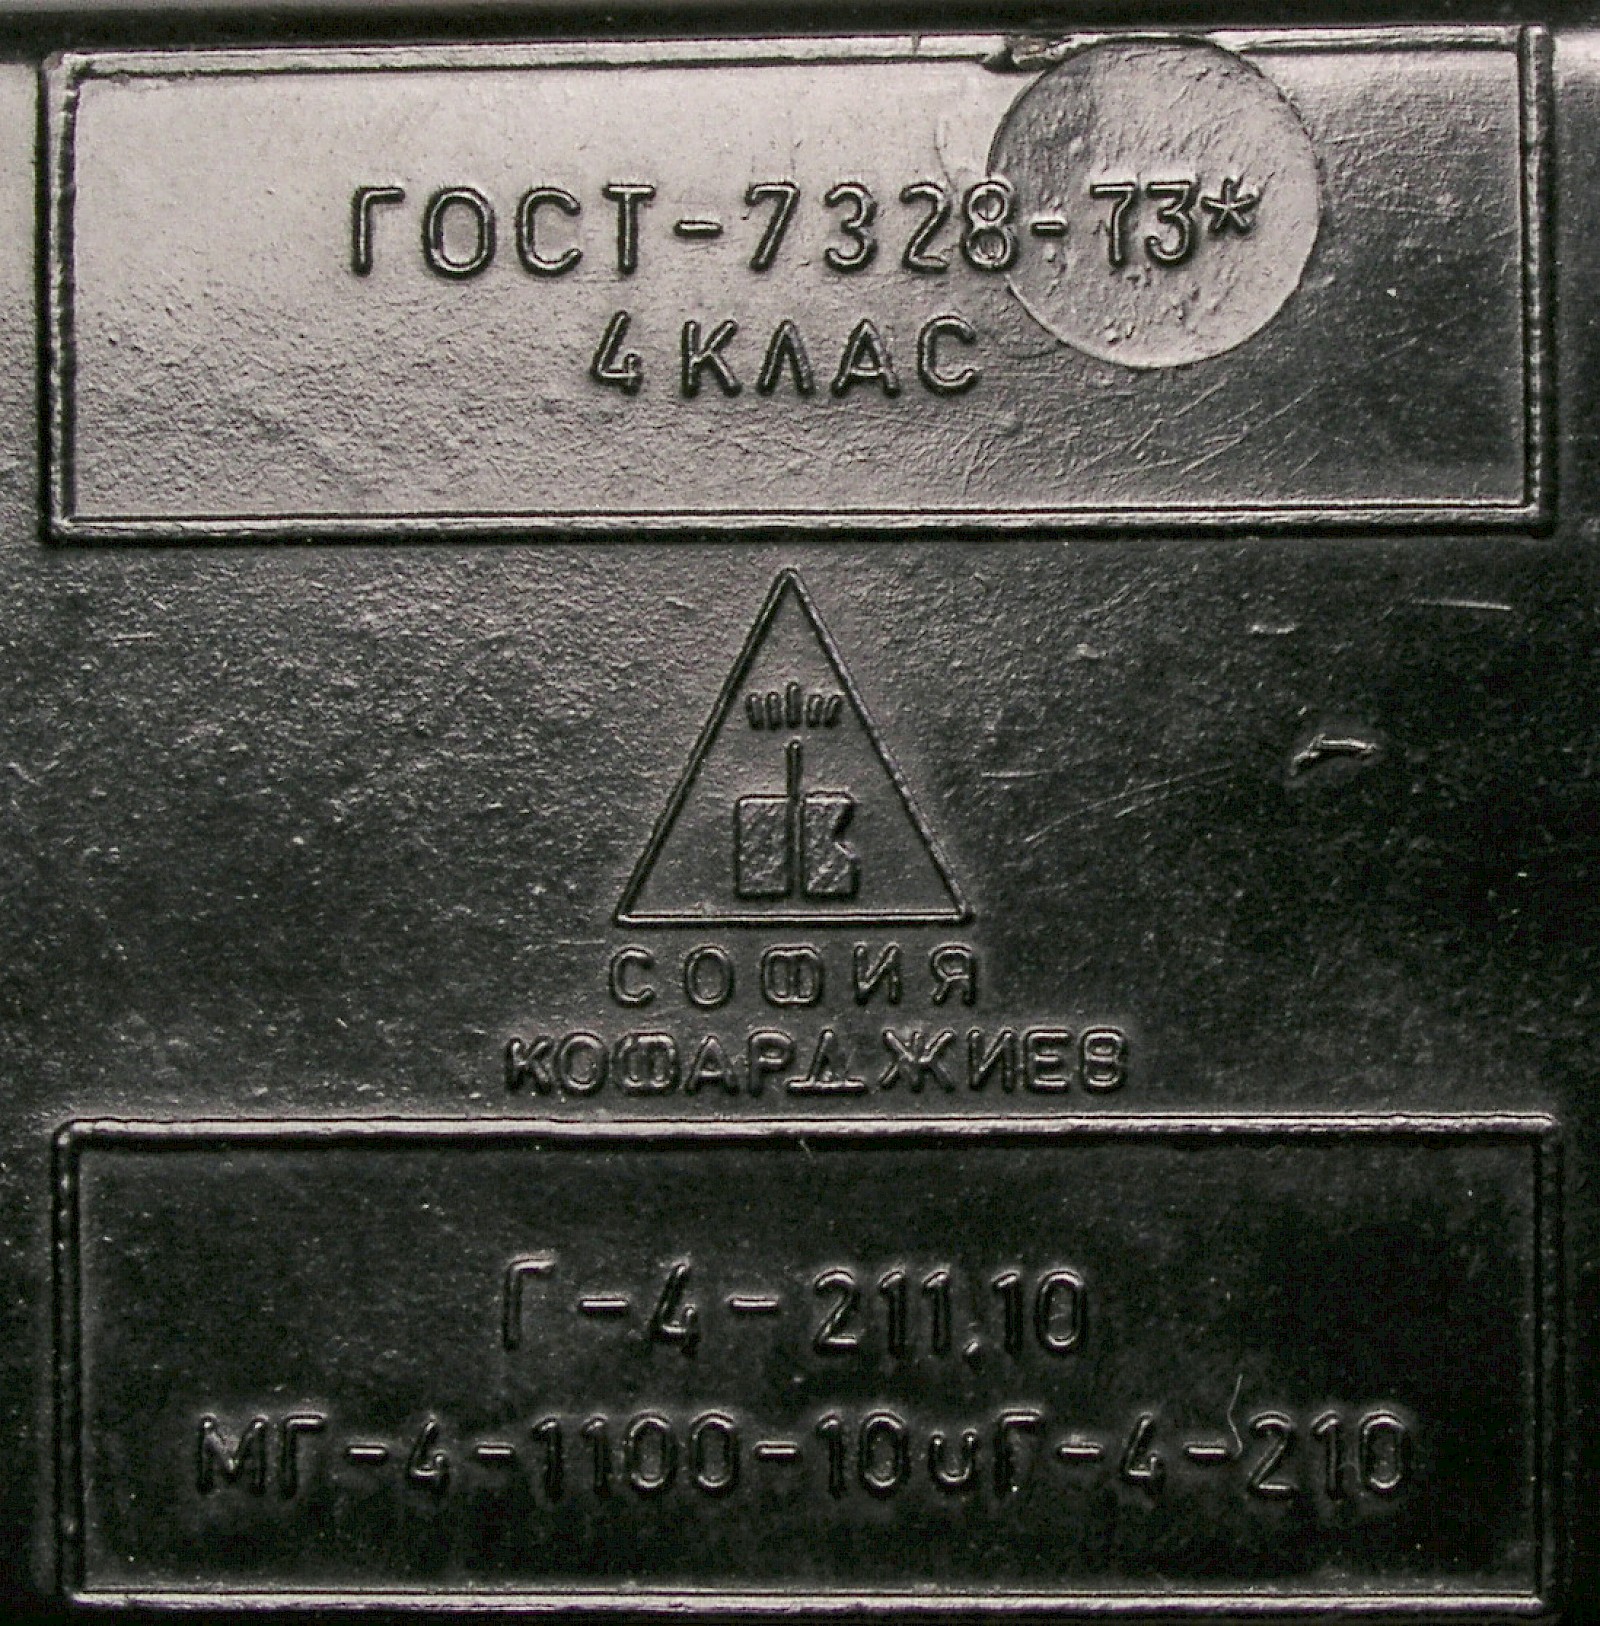 ГОСТ-7328-73*
4 КЛАС
СОФИЯ
КОФАРДЖИЕВ
Г-4-211.10
МГ-4-1100-10 и Г-4-210